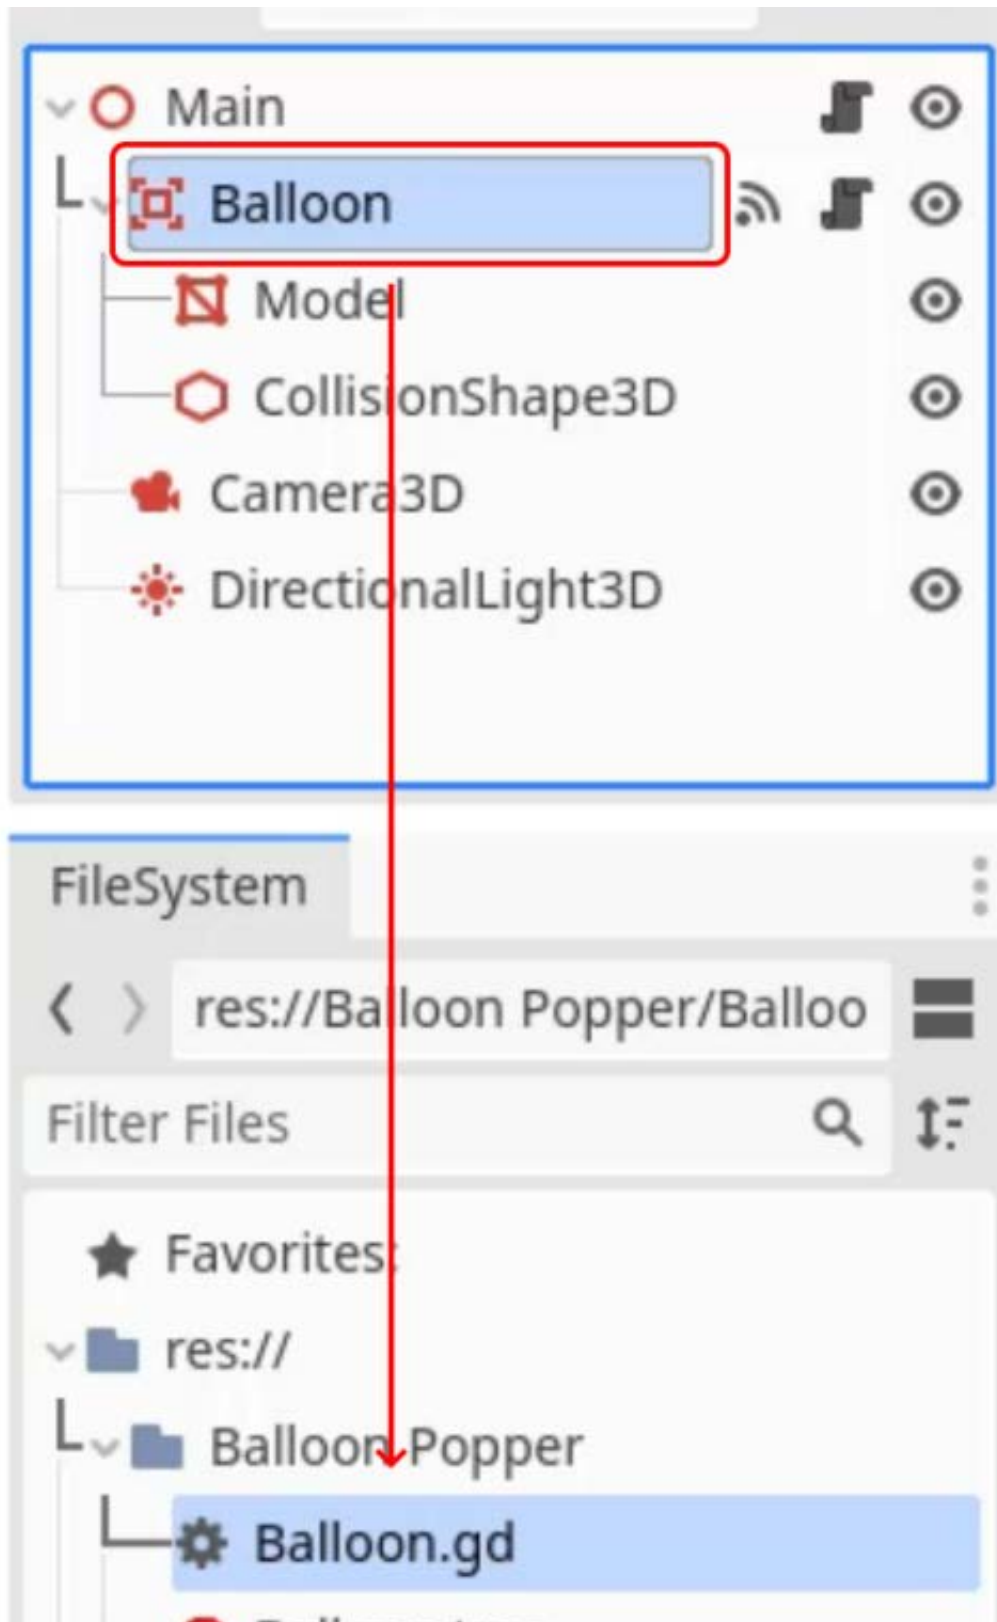 Main
Balloon
Model
CollisionShape3D
Camera3D
DirectionalLight3D
FileSystem
res://Balloon Popper/Balloo
Filter Files
Favorites:
res://
Balloon Popper
Balloon.gd